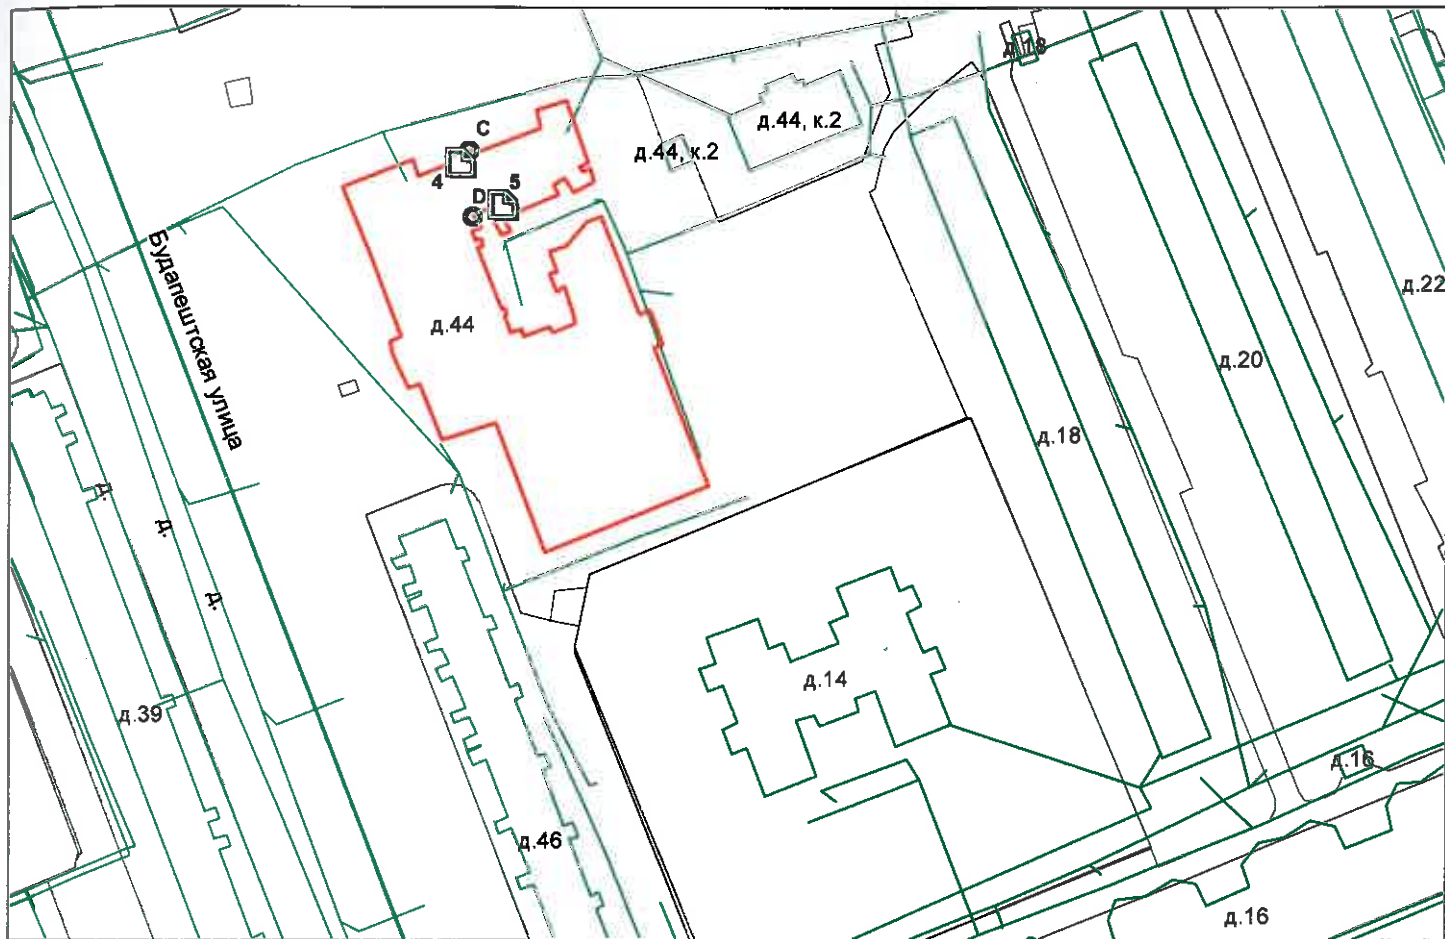 д.18
C
д.44, к.2
д.44, к.2
4
5
D
Будапештская улица
д.22
д.44
д.20
д.18
д.
д.
д.
д.14
д.39
д.16
д.46
д.16